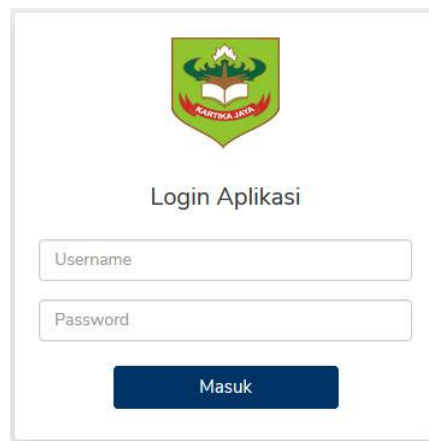 KARTIKA JAYA
Login Aplikasi
Username
Password
Masuk